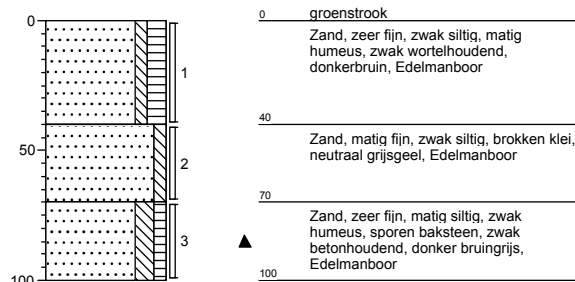 0
50
100
1
2
3
0
groenstrook
Zand, zeer fijn, zwak siltig, matig
humeus, zwak wortelhoudend,
donkerbruin, Edelmanboor
40
Zand, matig fijn, zwak siltig, brokken klei,
neutraal grijsgeel, Edelmanboor
70
Zand, zeer fijn, matig siltig, zwak
humeus, sporen baksteen, zwak
betonhoudend, donker bruingrijs,
Edelmanboor
100